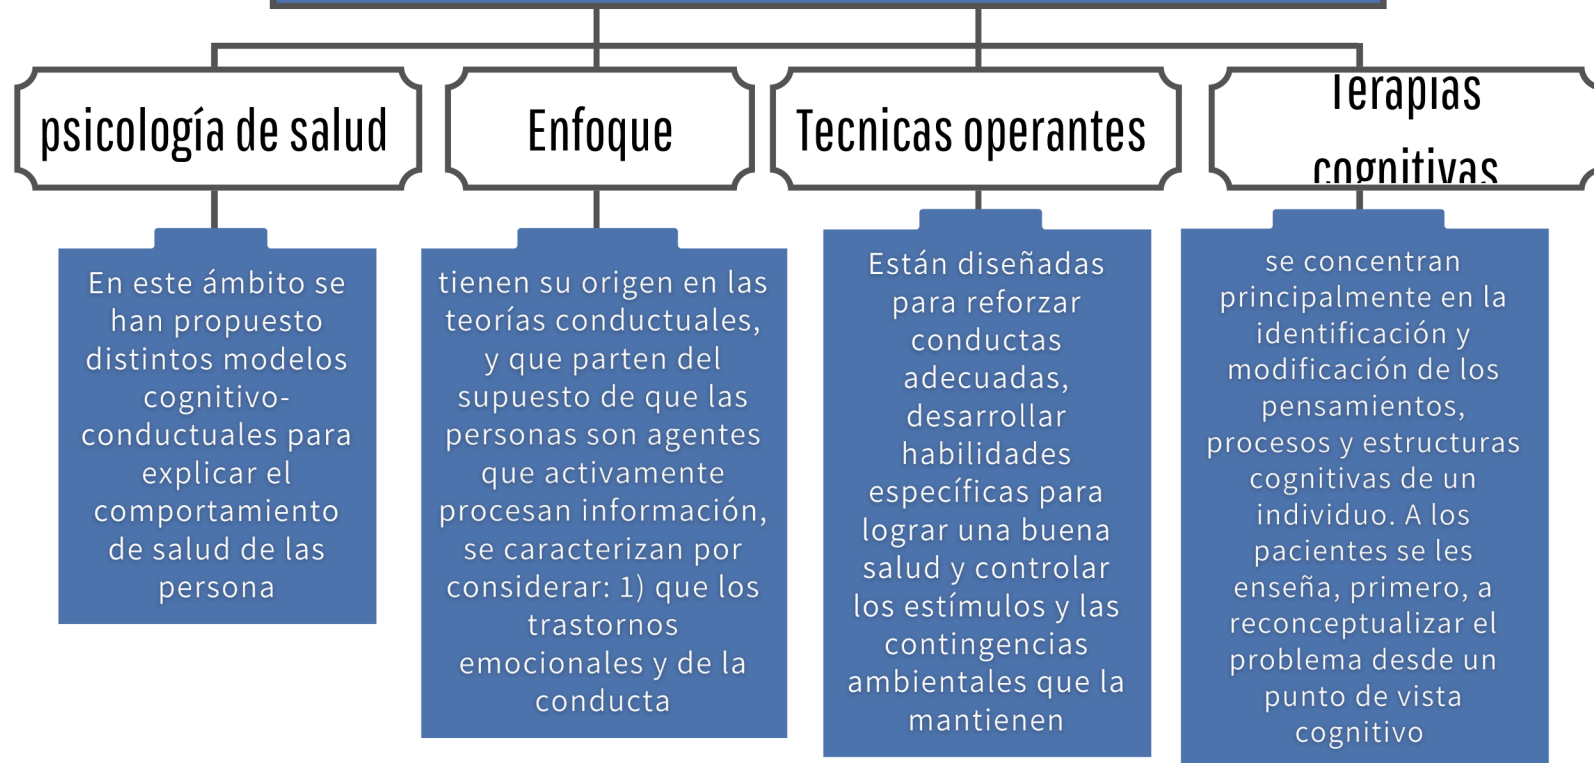 psicología de salud
En este ámbito se
han propuesto
distintos modelos
cognitivo-
conductuales para
explicar el
comportamiento
de salud de las
persona
Enfoque
tienen su origen en las
teorías conductuales,
y que parten del
supuesto de que las
personas son agentes
que activamente
procesan información,
se caracterizan por
considerar: 1) que los
trastornos
emocionales y de la
conducta
Tecnicas operantes
Están diseñadas
para reforzar
conductas
adecuadas,
desarrollar
habilidades
específicas para
lograr una buena
salud y controlar
los estímulos y las
contingencias
ambientales que la
mantienen
Terapias
cognitivas
se concentran
principalmente en la
identificación y
modificación de los
pensamientos,
procesos y estructuras
cognitivas de un
individuo. A los
pacientes se les
enseña, primero, a
reconceptualizar el
problema desde un
punto de vista
cognitivo